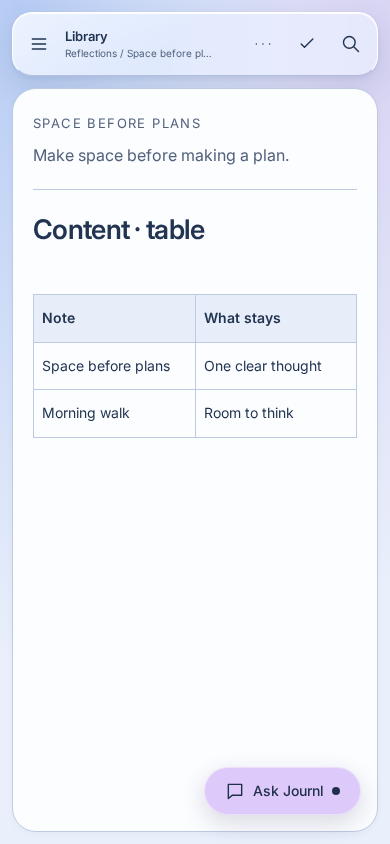 Library
Reflections / Space before pl...
SPACE BEFORE PLANS
Make space before making a plan.
Content · table
Note What stays
Space before plans One clear thought
Morning walk Room to think
Ask Journl